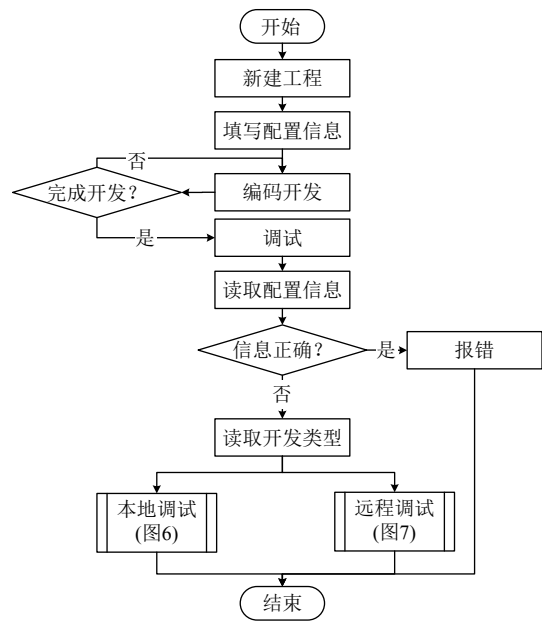 开始
新建工程
填写配置信息
否
完成开发?
编码开发
是
调试
读取配置信息
信息正确?
是
报错
否
读取开发类型
本地调试
(图6)
远程调试
(图7)
结束